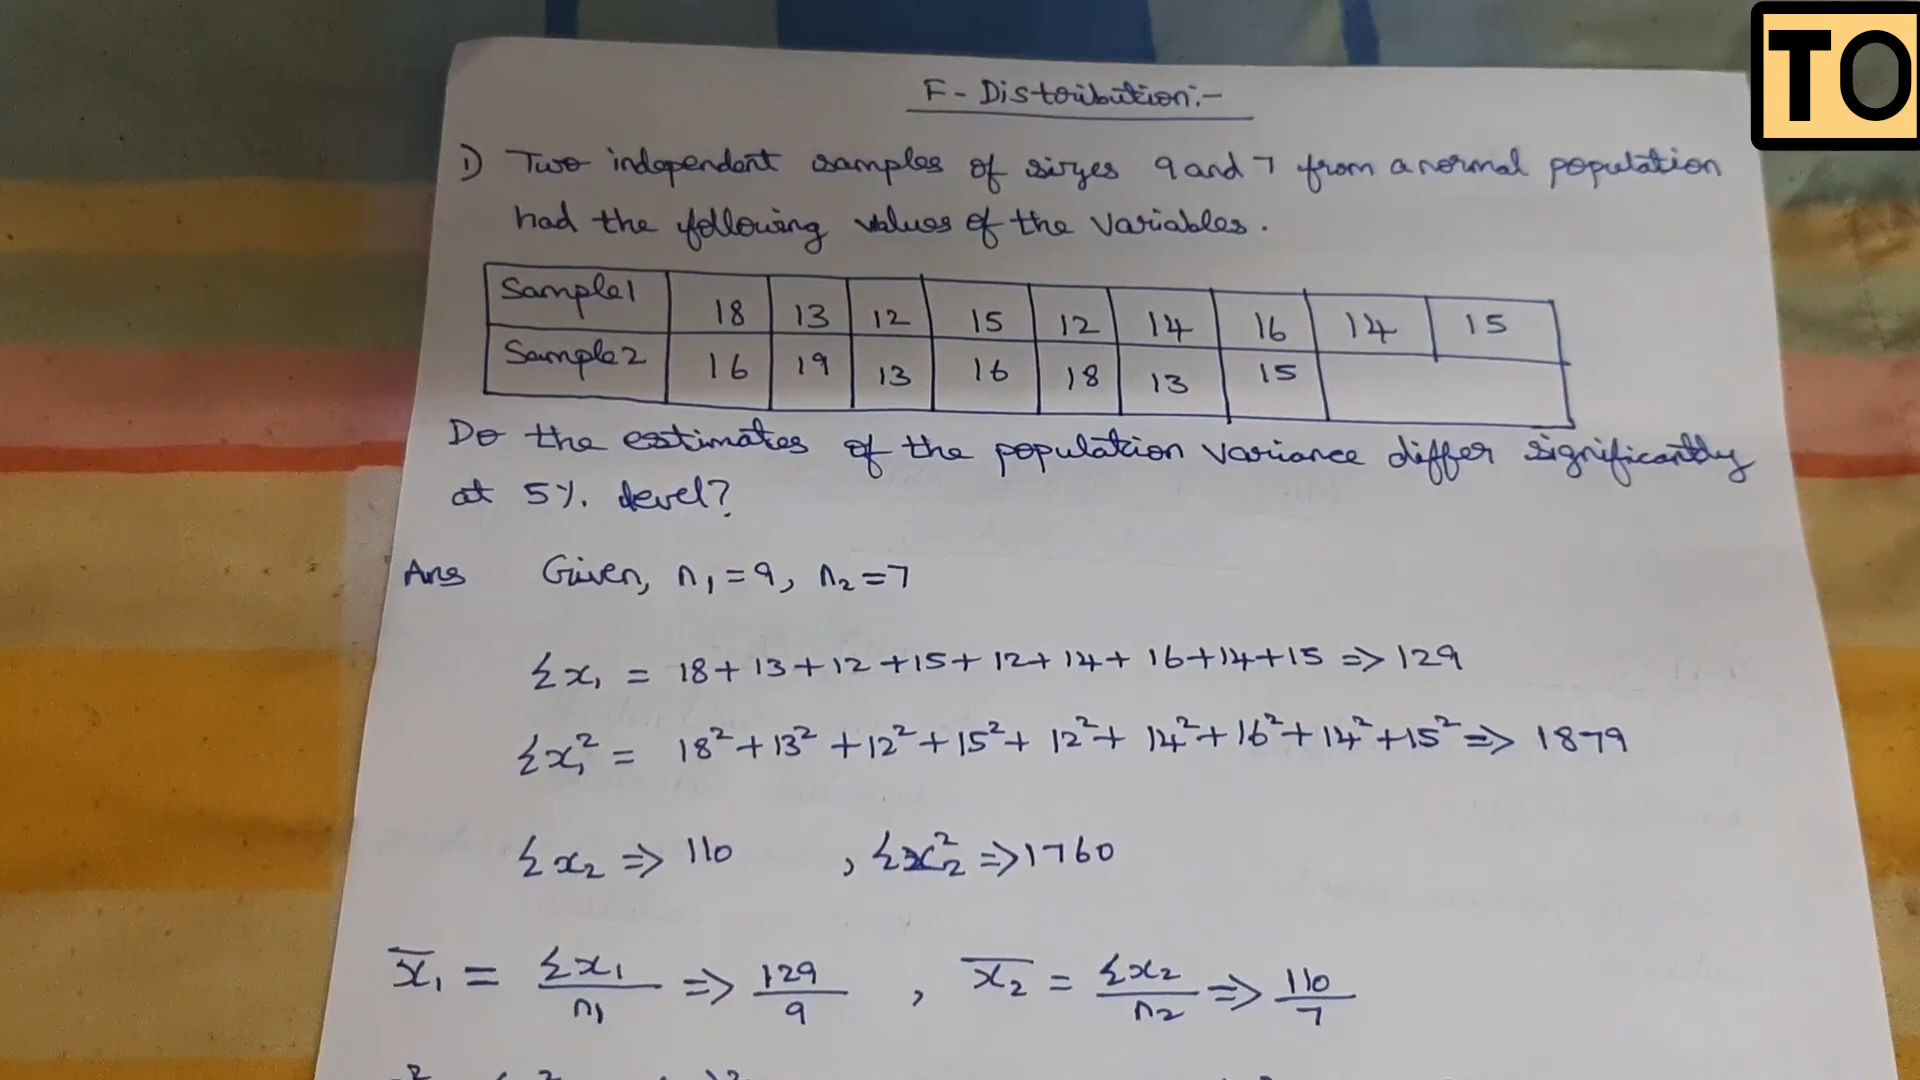 TO
F - Distribution:-
1) Two independent samples of sizes 9 and 7 from a normal population
had the following values of the variables.
Sample1 18 13 12 15 12 14 16 14 15
Sample2 16 19 13 16 18 13 15
Do the estimates of the population variance differ significantly
at 5%. level?
Ans Given, n₁ = 9, n₂ = 7
Σx₁ = 18+13+12+15+12+14+16+14+15 => 129
Σx₁² = 18²+13²+12²+15²+12²+14²+16²+14²+15² => 1879
Σx₂ => 110 , Σx₂² => 1760
x̄₁ = Σx₁/n₁ => 129/9 , x̄₂ = Σx₂/n₂ => 110/7